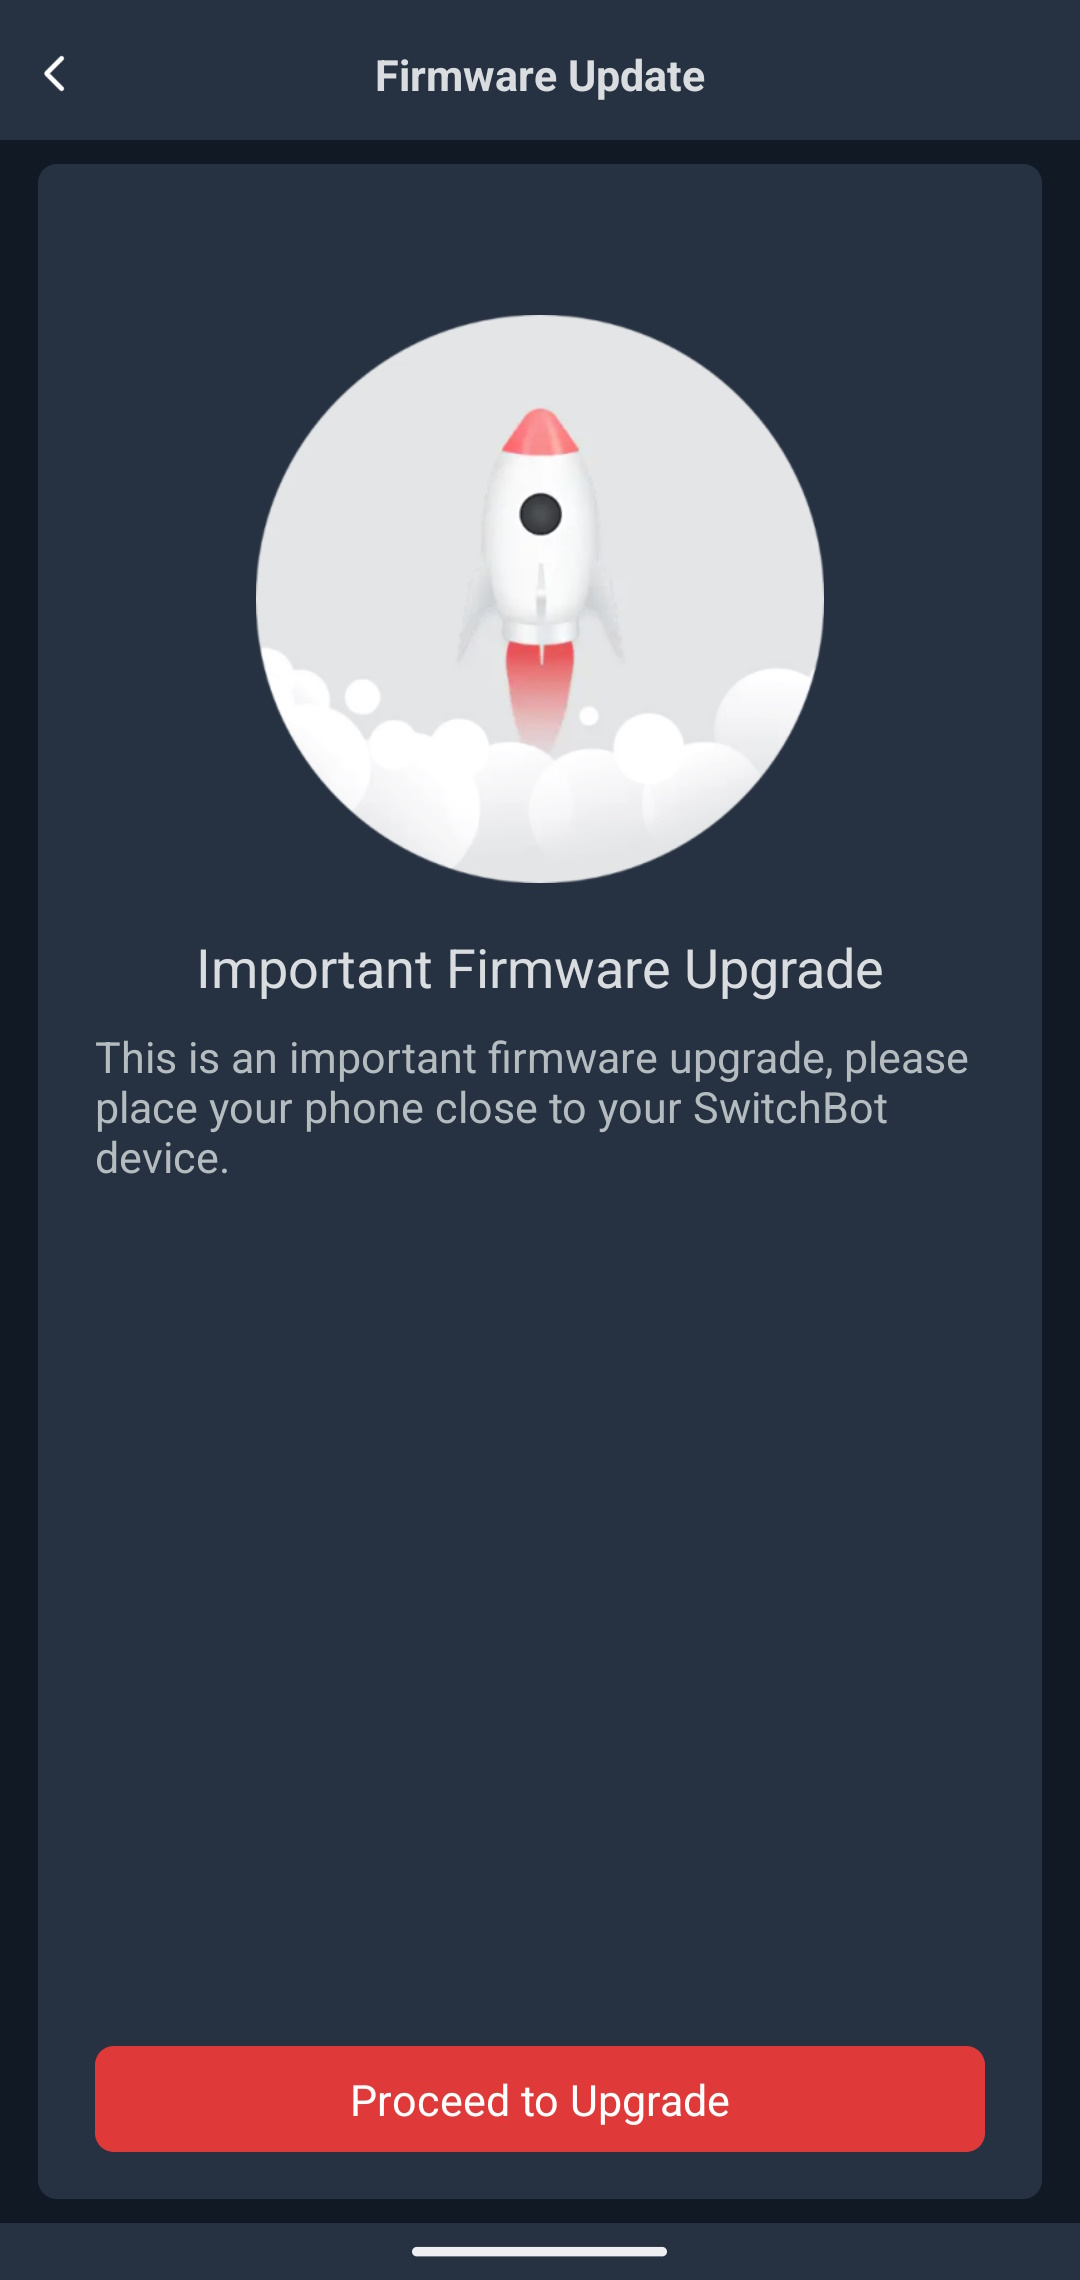 Firmware Update
Important Firmware Upgrade
This is an important firmware upgrade, please
place your phone close to your SwitchBot
device.
Proceed to Upgrade